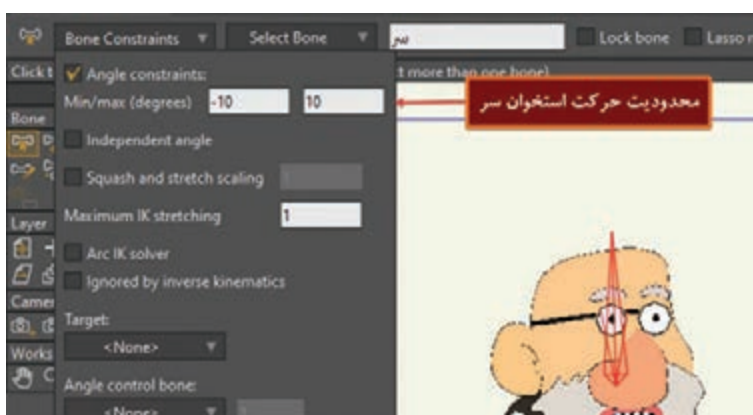 Bone Constraints Select Bone سر Lock bone Lasso
Click t
Angle constraints:
t more than one bone)
Min/max (degrees) -10 10
محدودیت حرکت استخوان سر
Bone
Independent angle
Squash and stretch scaling 1
Maximum IK stretching 1
Layer
Arc IK solver
Ignored by inverse kinematics
Camer
Target:
<None>
Works
Angle control bone:
<None>